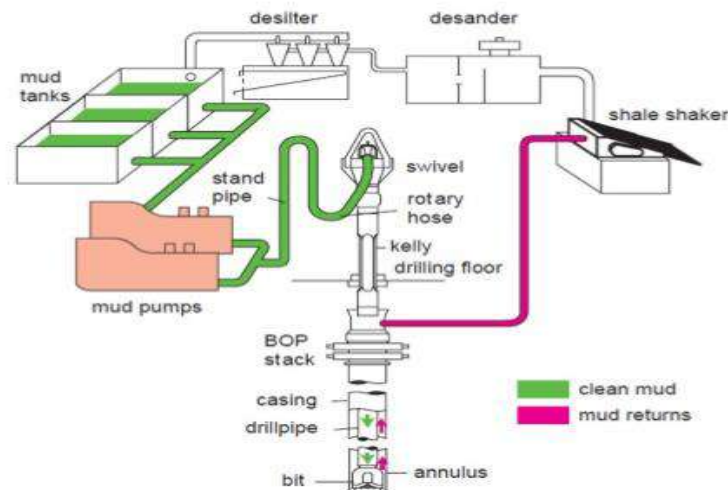 desilter
desander
mud
tanks
shale shaker
stand
pipe
swivel
rotary
hose
kelly
drilling floor
mud pumps
BOP
stack
clean mud
mud returns
casing
drillpipe
annulus
bit